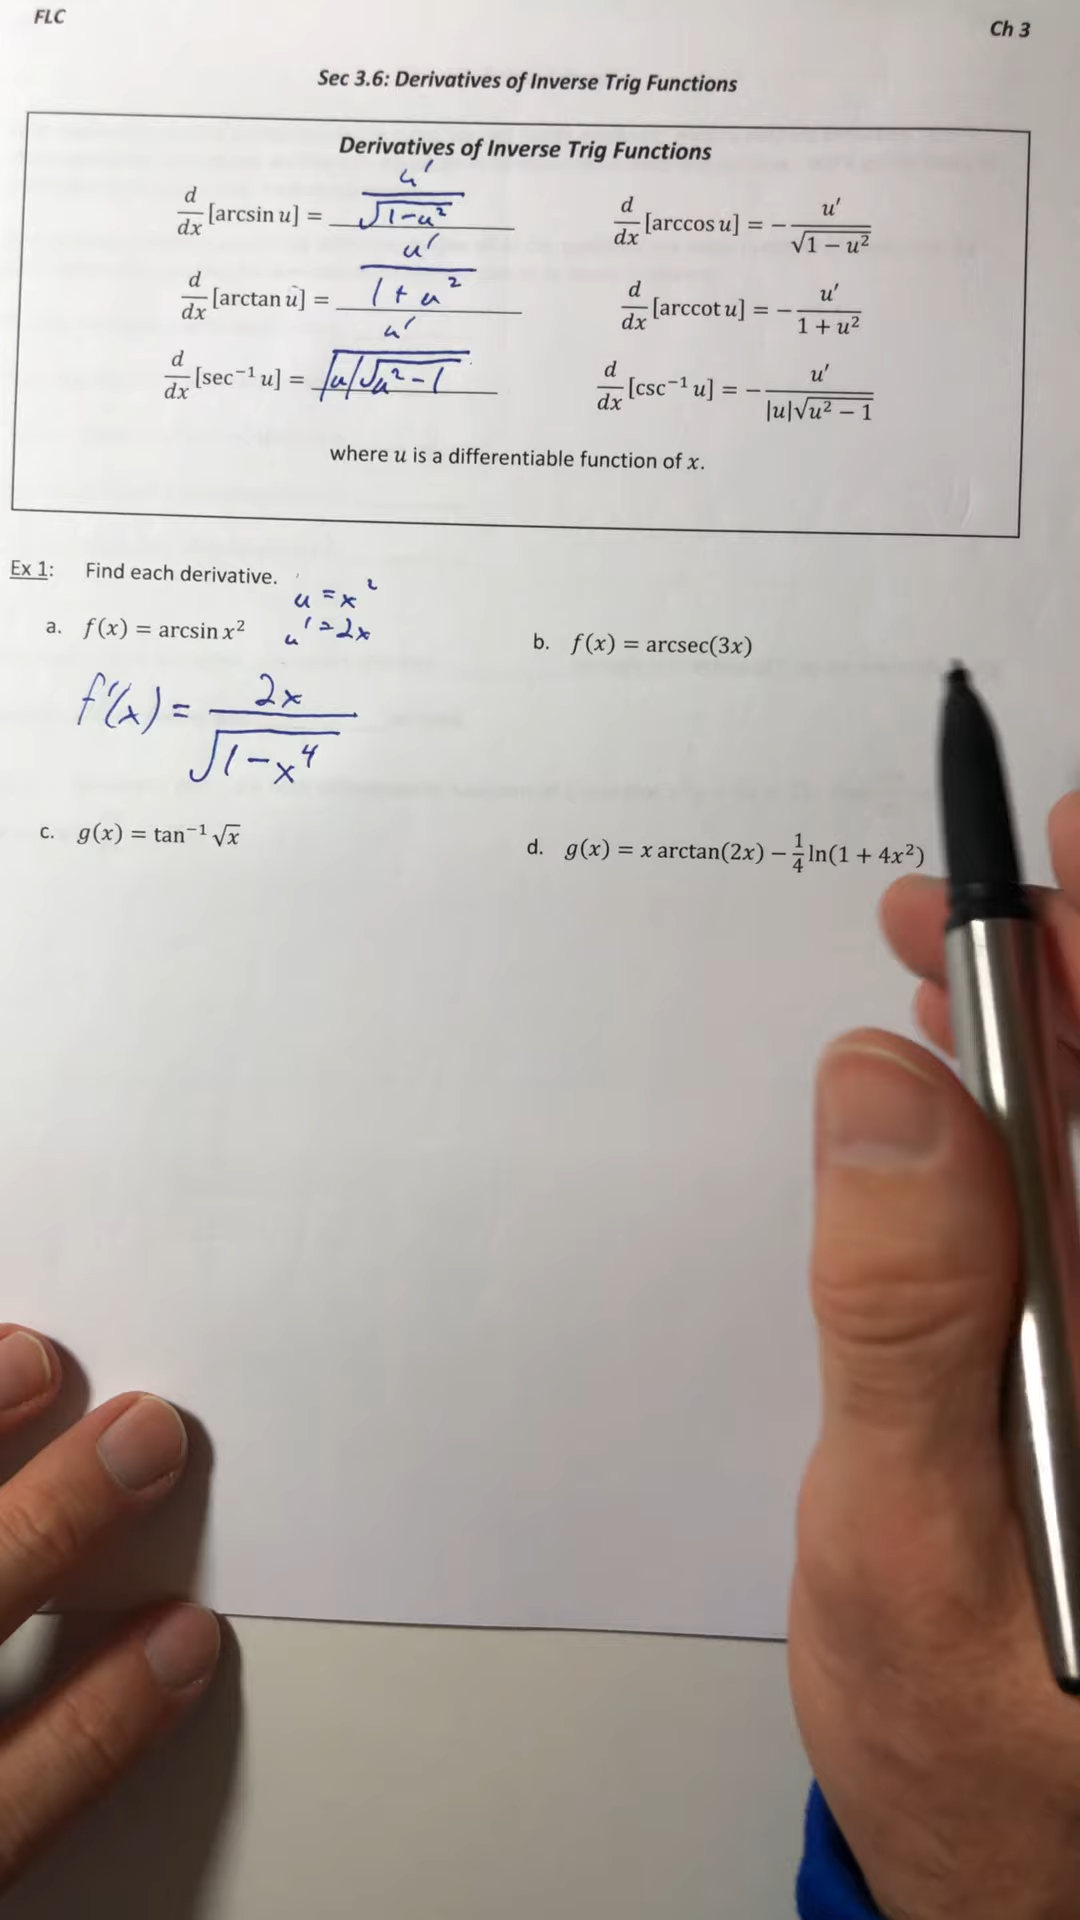 FLC
Ch 3
Sec 3.6: Derivatives of Inverse Trig Functions
Derivatives of Inverse Trig Functions
d/dx [arcsin u] = u'/√(1-u²)
d/dx [arccos u] = − u'/√(1 − u²)
d/dx [arctan u] = u'/(1+u²)
d/dx [arccot u] = − u'/(1 + u²)
d/dx [sec⁻¹ u] = u'/(|u|√(u²-1))
d/dx [csc⁻¹ u] = − u'/(|u|√(u² − 1))
where u is a differentiable function of x.
Ex 1: Find each derivative.
u = x²
a. f(x) = arcsin x²
u' = 2x
b. f(x) = arcsec(3x)
f'(x) = 2x/√(1-x⁴)
c. g(x) = tan⁻¹ √x
d. g(x) = x arctan(2x) − 1/4 ln(1 + 4x²)